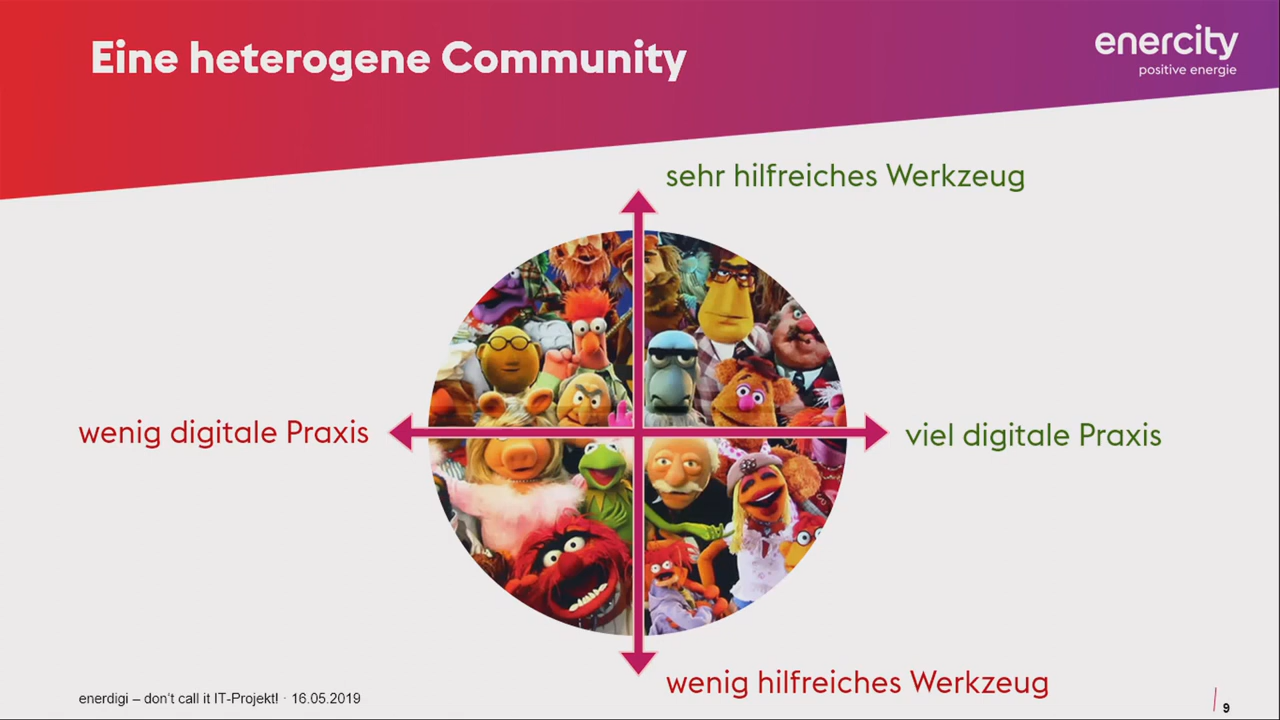 Eine heterogene Community
enercity
positive energie
sehr hilfreiches Werkzeug
wenig digitale Praxis
viel digitale Praxis
wenig hilfreiches Werkzeug
enerdigi – don't call it IT-Projekt! · 16.05.2019
9